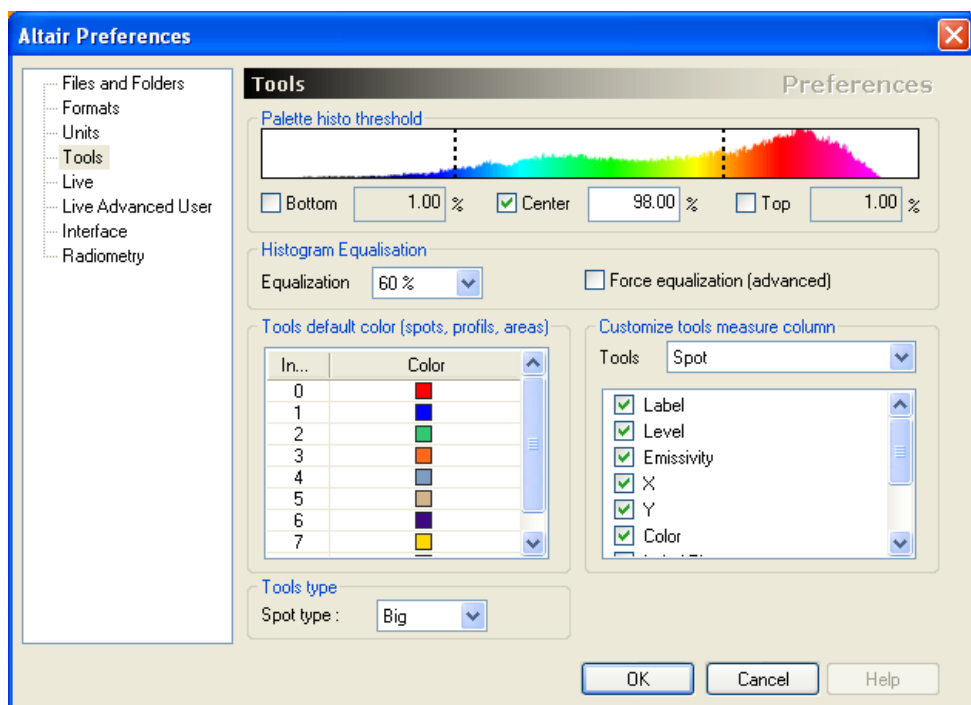 Altair Preferences
Files and Folders
Formats
Units
Tools
Live
Live Advanced User
Interface
Radiometry
Tools Preferences
Palette histo threshold
Bottom 1.00 % Center 98.00 % Top 1.00 %
Histogram Equalisation
Equalization 60 % Force equalization (advanced)
Tools default color (spots, profils, areas)
In... Color
0
1
2
3
4
5
6
7
Customize tools measure column
Tools Spot
Label
Level
Emissivity
X
Y
Color
Tools type
Spot type : Big
OK Cancel Help